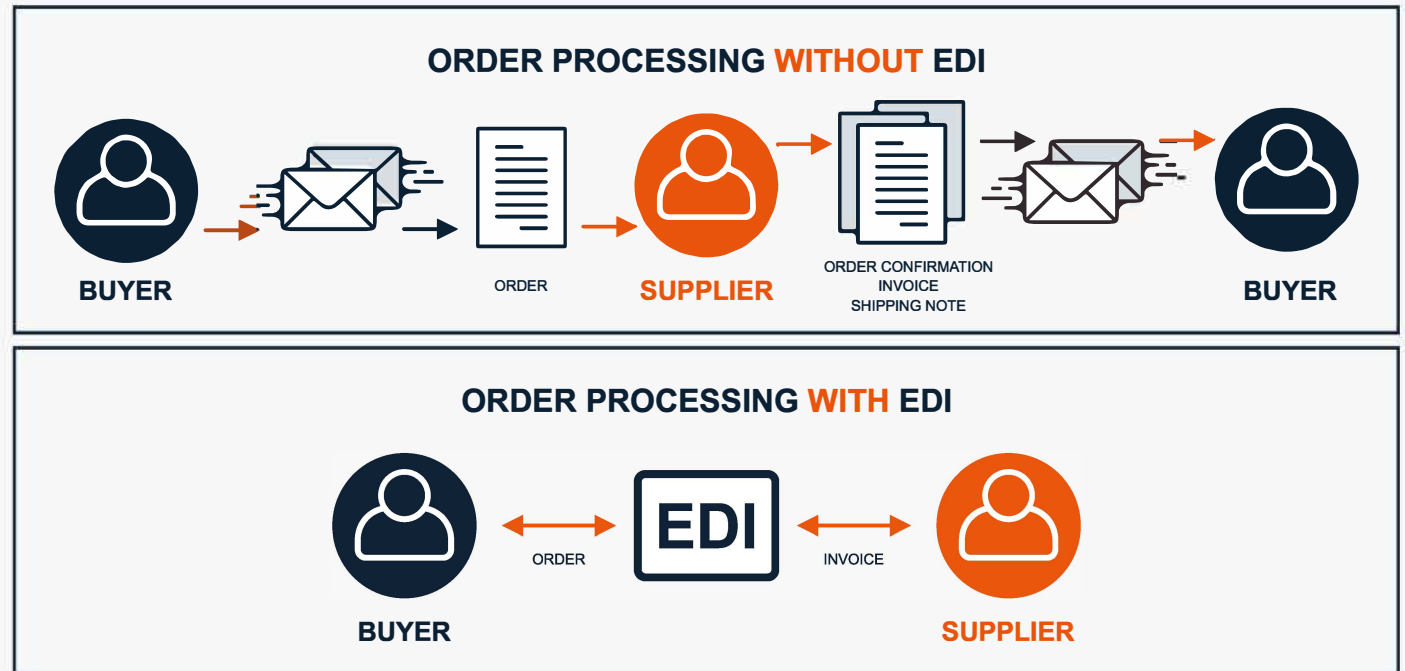 ORDER PROCESSING WITHOUT EDI
BUYER
ORDER
SUPPLIER
ORDER CONFIRMATION
INVOICE
SHIPPING NOTE
BUYER
ORDER PROCESSING WITH EDI
ORDER
EDI
INVOICE
BUYER
SUPPLIER